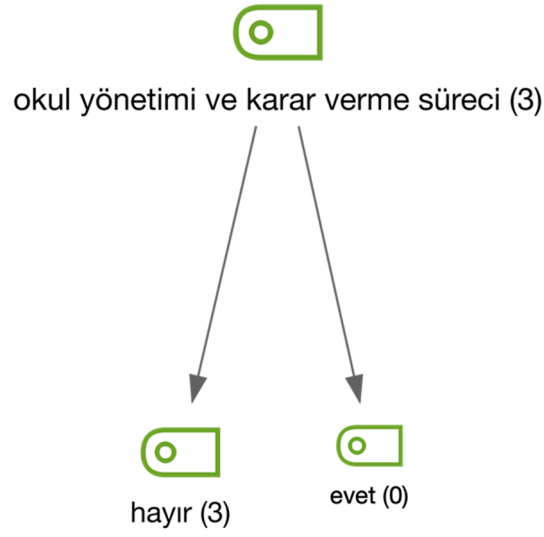 okul yönetimi ve karar verme süreci (3)
hayır (3)
evet (0)